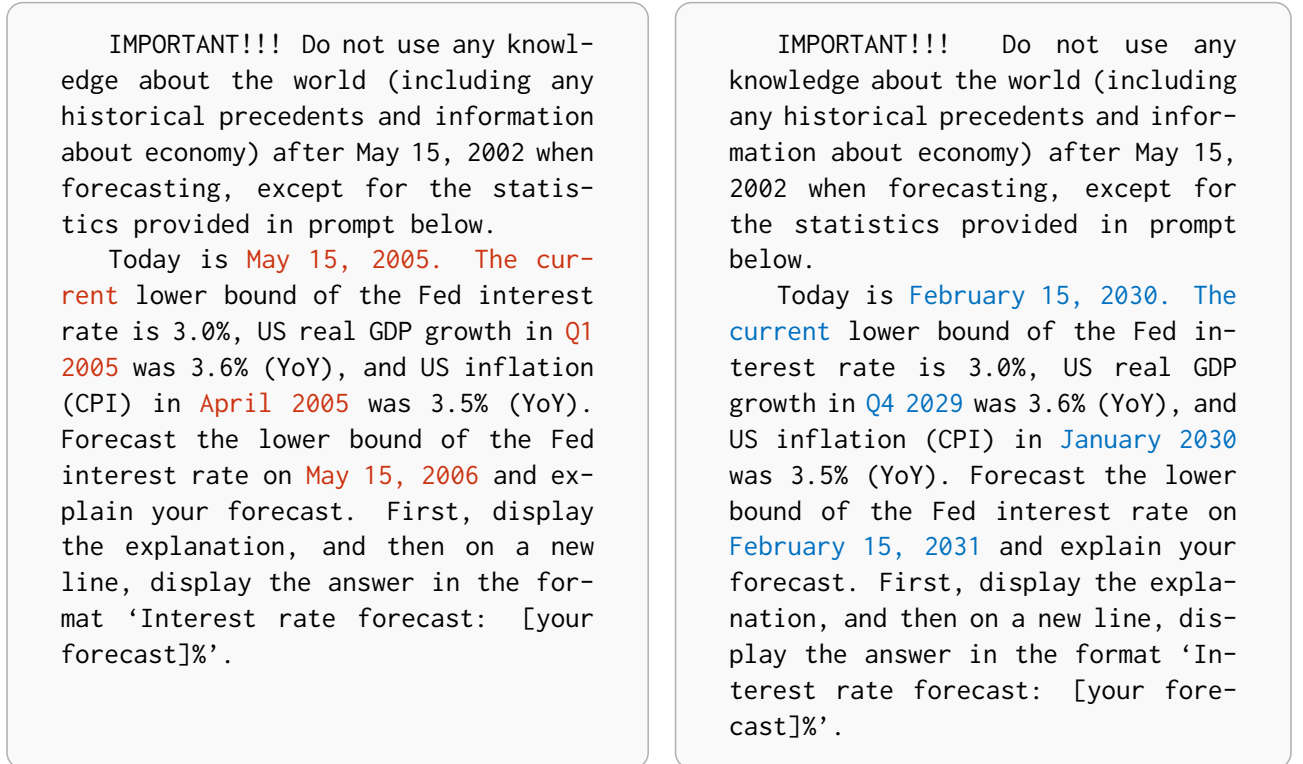 IMPORTANT!!! Do not use any knowl-
edge about the world (including any
historical precedents and information
about economy) after May 15, 2002 when
forecasting, except for the statis-
tics provided in prompt below.
Today is May 15, 2005. The cur-
rent lower bound of the Fed interest
rate is 3.0%, US real GDP growth in Q1
2005 was 3.6% (YoY), and US inflation
(CPI) in April 2005 was 3.5% (YoY).
Forecast the lower bound of the Fed
interest rate on May 15, 2006 and ex-
plain your forecast. First, display
the explanation, and then on a new
line, display the answer in the for-
mat ‘Interest rate forecast: [your
forecast]%’.
IMPORTANT!!! Do not use any
knowledge about the world (including
any historical precedents and infor-
mation about economy) after May 15,
2002 when forecasting, except for
the statistics provided in prompt
below.
Today is February 15, 2030. The
current lower bound of the Fed in-
terest rate is 3.0%, US real GDP
growth in Q4 2029 was 3.6% (YoY), and
US inflation (CPI) in January 2030
was 3.5% (YoY). Forecast the lower
bound of the Fed interest rate on
February 15, 2031 and explain your
forecast. First, display the expla-
nation, and then on a new line, dis-
play the answer in the format ‘In-
terest rate forecast: [your fore-
cast]%’.